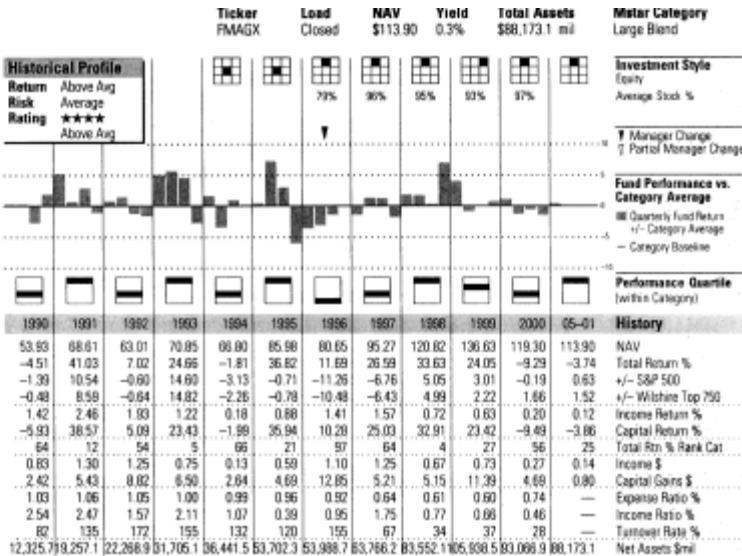 Ticker Load NAV Yield Total Assets Mstar Category
FMAGX Closed $113.90 0.3% $88,173.1 mil Large Blend
Historical Profile
Return Above Avg
Risk Average
Rating ★★★★
Above Avg
79% 96% 95% 93% 97%
Investment Style
Equity
Average Stock %
Manager Change
Partial Manager Change
10
5
0
-5
-10
Fund Performance vs.
Category Average
Quarterly Fund Return
+/– Category Average
– Category Baseline
Performance Quartile
(within Category)
1990 1991 1992 1993 1994 1995 1996 1997 1998 1999 2000 05–01 History
53.93 68.61 63.01 70.85 66.80 85.98 80.65 95.27 120.82 136.63 119.30 113.90 NAV
–4.51 41.03 7.02 24.66 –1.81 36.82 11.69 26.59 33.63 24.05 –9.29 –3.74 Total Return %
–1.39 10.54 –0.60 14.60 –3.13 –0.71 –11.26 –6.76 5.05 3.01 –0.19 0.63 +/– S&P 500
–0.48 8.59 –0.64 14.82 –2.26 –0.78 –10.48 –6.43 4.99 2.22 1.66 1.52 +/– Wilshire Top 750
1.42 2.46 1.93 1.22 0.18 0.88 1.41 1.57 0.72 0.63 0.20 0.12 Income Return %
–5.93 38.57 5.09 23.43 –1.99 35.94 10.28 25.03 32.91 23.42 –9.49 –3.86 Capital Return %
64 12 54 5 66 21 97 64 4 27 56 25 Total Rtn % Rank Cat
0.83 1.30 1.25 0.75 0.13 0.59 1.10 1.25 0.67 0.73 0.27 0.14 Income $
2.42 5.43 8.82 6.50 2.64 4.69 12.85 5.21 5.15 11.39 4.69 0.80 Capital Gains $
1.03 1.06 1.05 1.00 0.99 0.96 0.92 0.64 0.61 0.60 0.74 — Expense Ratio %
2.54 2.47 1.57 2.11 1.07 0.39 0.95 1.75 0.77 0.66 0.46 — Income Ratio %
82 135 172 155 132 120 155 67 34 37 28 — Turnover Rate %
12,325.7 19,257.1 22,268.9 31,705.1 36,441.5 53,702.3 53,988.7 63,766.2 83,552.1 105,938.5 93,066.9 88,173.1 Net Assets $mil